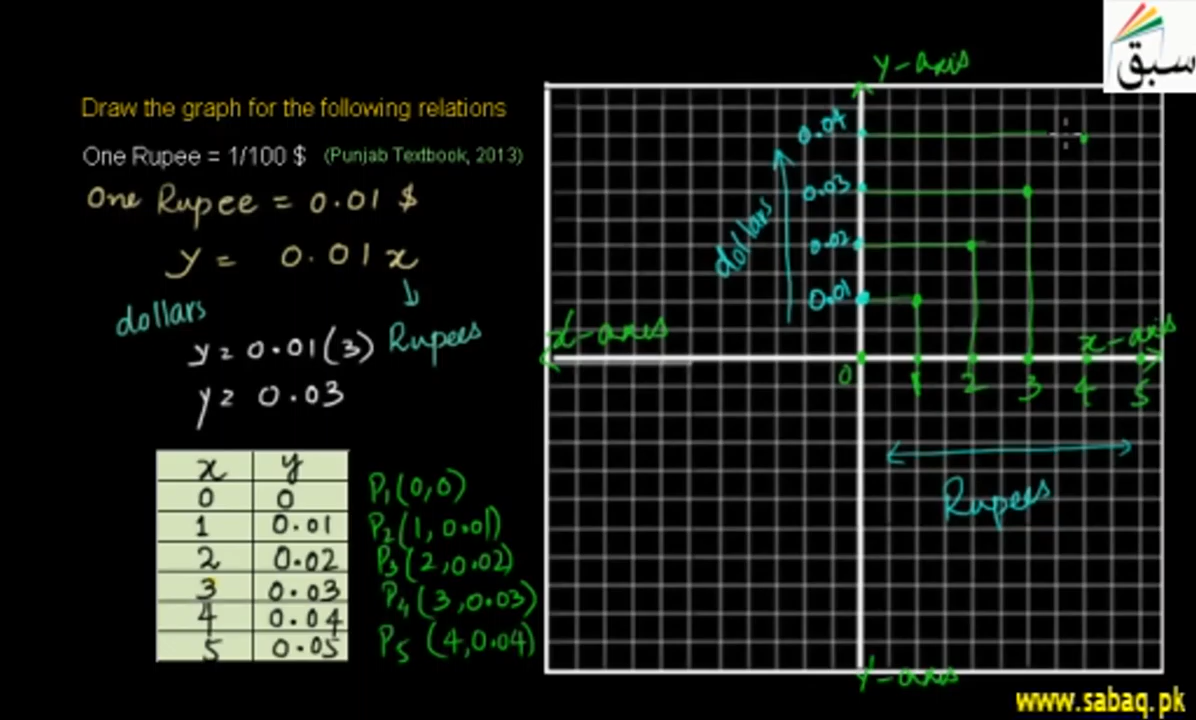 سبق
Draw the graph for the following relations
One Rupee = 1/100 $ (Punjab Textbook, 2013)
One Rupee = 0.01 $
y = 0.01 x
dollars
Rupees
y = 0.01(3)
y = 0.03
x y
0 0
1 0.01
2 0.02
3 0.03
4 0.04
5 0.05
P1(0,0)
P2(1, 0.01)
P3(2, 0.02)
P4(3, 0.03)
P5(4, 0.04)
y-axis
0.04
0.03
0.02
0.01
dollars
x-axis
x-axis
0 1 2 3 4 5
Rupees
y-axis
www.sabaq.pk